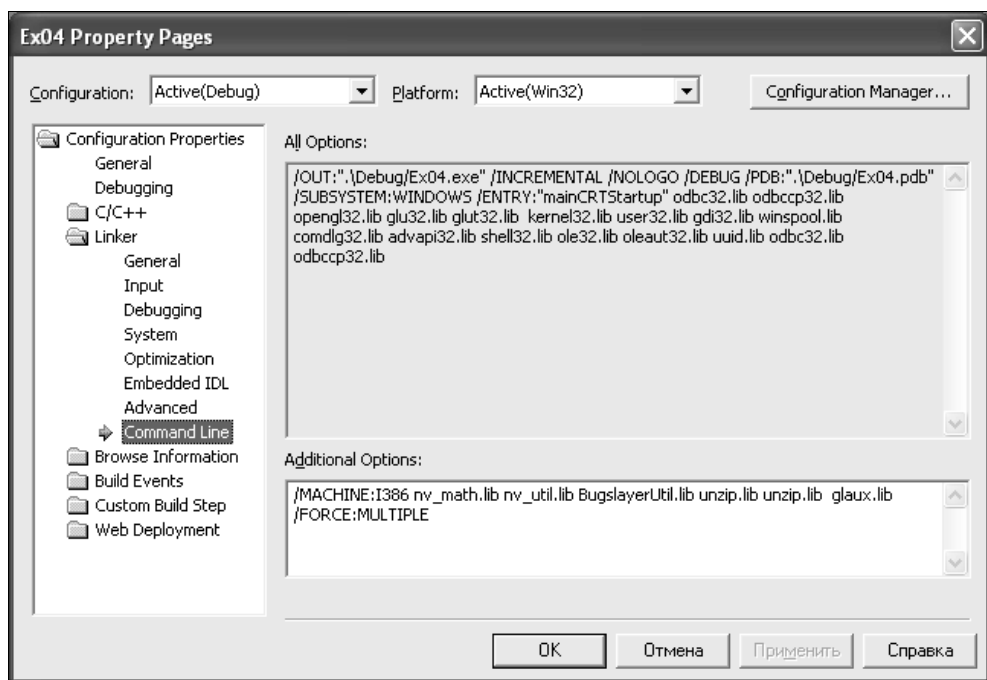 Ex04 Property Pages
Configuration: Active(Debug) Platform: Active(Win32) Configuration Manager...
Configuration Properties
General
Debugging
C/C++
Linker
General
Input
Debugging
System
Optimization
Embedded IDL
Advanced
Command Line
Browse Information
Build Events
Custom Build Step
Web Deployment
All Options:
/OUT:".\Debug/Ex04.exe" /INCREMENTAL /NOLOGO /DEBUG /PDB:".\Debug/Ex04.pdb"
/SUBSYSTEM:WINDOWS /ENTRY:"mainCRTStartup" odbc32.lib odbccp32.lib
opengl32.lib glu32.lib glut32.lib kernel32.lib user32.lib gdi32.lib winspool.lib
comdlg32.lib advapi32.lib shell32.lib ole32.lib oleaut32.lib uuid.lib odbc32.lib
odbccp32.lib
Additional Options:
/MACHINE:I386 nv_math.lib nv_util.lib BugslayerUtil.lib unzip.lib unzip.lib glaux.lib
/FORCE:MULTIPLE
OK Отмена Применить Справка